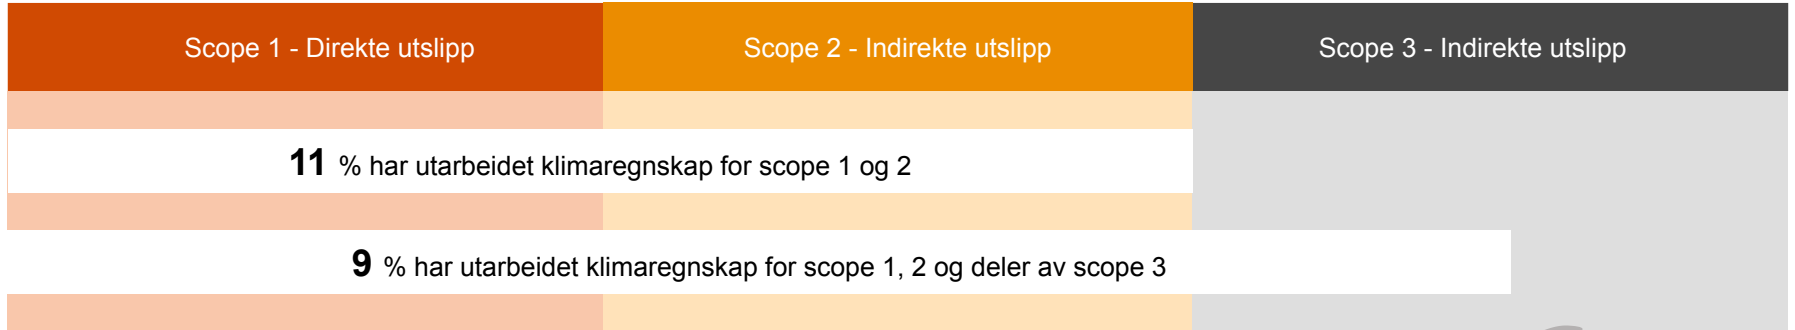 Scope 1 - Direkte utslipp
Scope 2 - Indirekte utslipp
Scope 3 - Indirekte utslipp
11 % har utarbeidet klimaregnskap for scope 1 og 2
9 % har utarbeidet klimaregnskap for scope 1, 2 og deler av scope 3